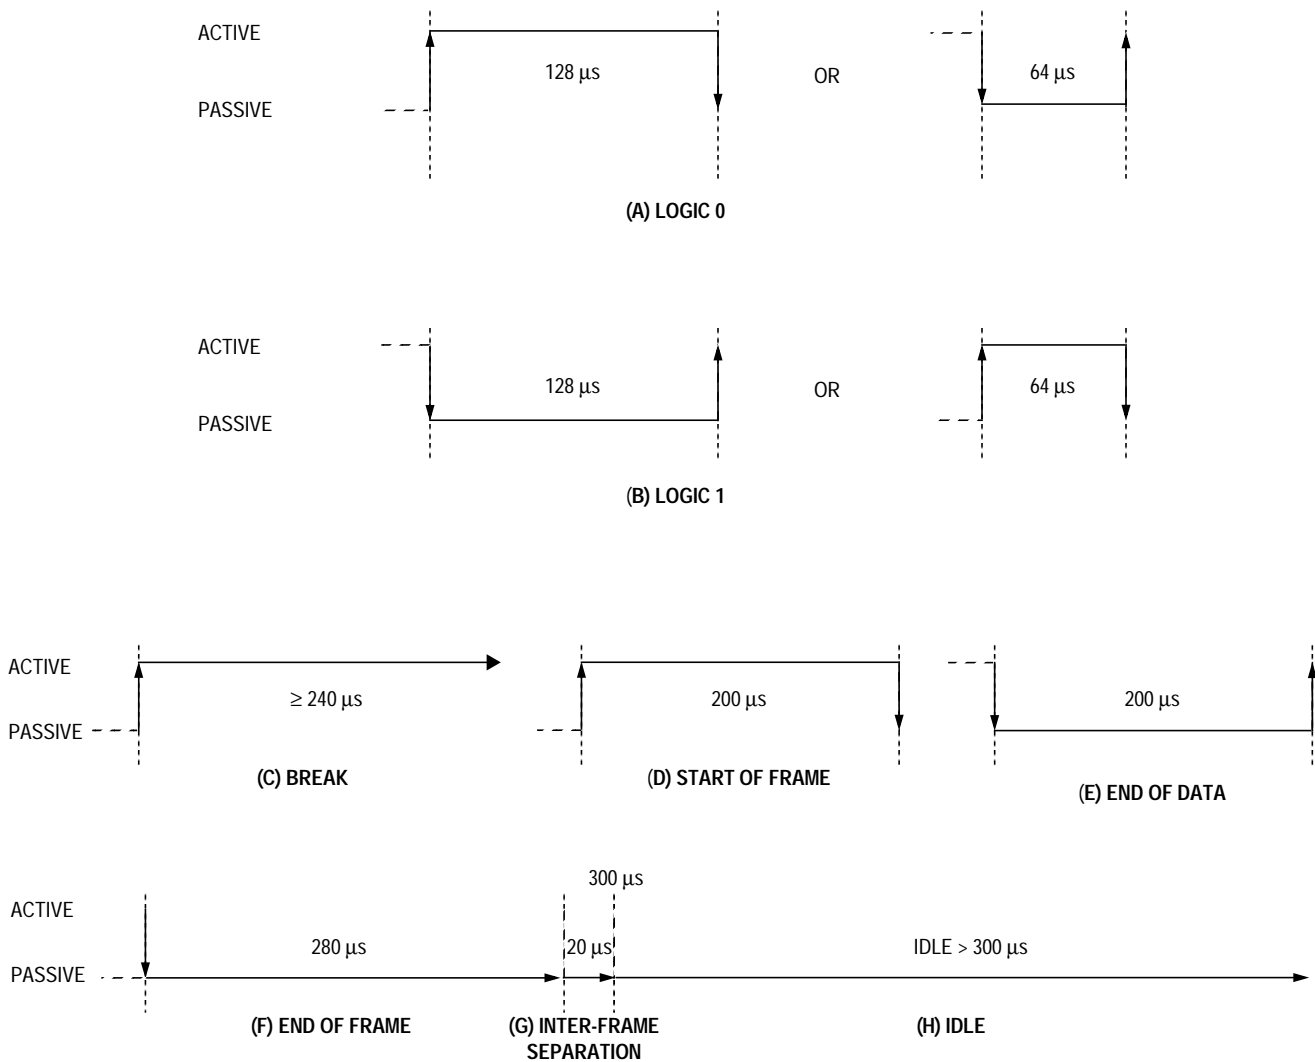 ACTIVE
128 μs
OR
64 μs
PASSIVE
(A) LOGIC 0
ACTIVE
128 μs
OR
64 μs
PASSIVE
(B) LOGIC 1
ACTIVE
≥ 240 μs
200 μs
200 μs
PASSIVE
(C) BREAK
(D) START OF FRAME
(E) END OF DATA
300 μs
ACTIVE
280 μs
20 μs
IDLE > 300 μs
PASSIVE
(F) END OF FRAME
(G) INTER-FRAME
SEPARATION
(H) IDLE